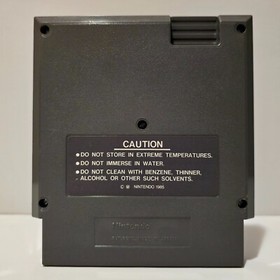 CAUTION
●DO NOT STORE IN EXTREME TEMPERATURES.
●DO NOT IMMERSE IN WATER.
●DO NOT CLEAN WITH BENZENE, THINNER,
ALCOHOL OR OTHER SUCH SOLVENTS.
© ® NINTENDO 1985
Nintendo